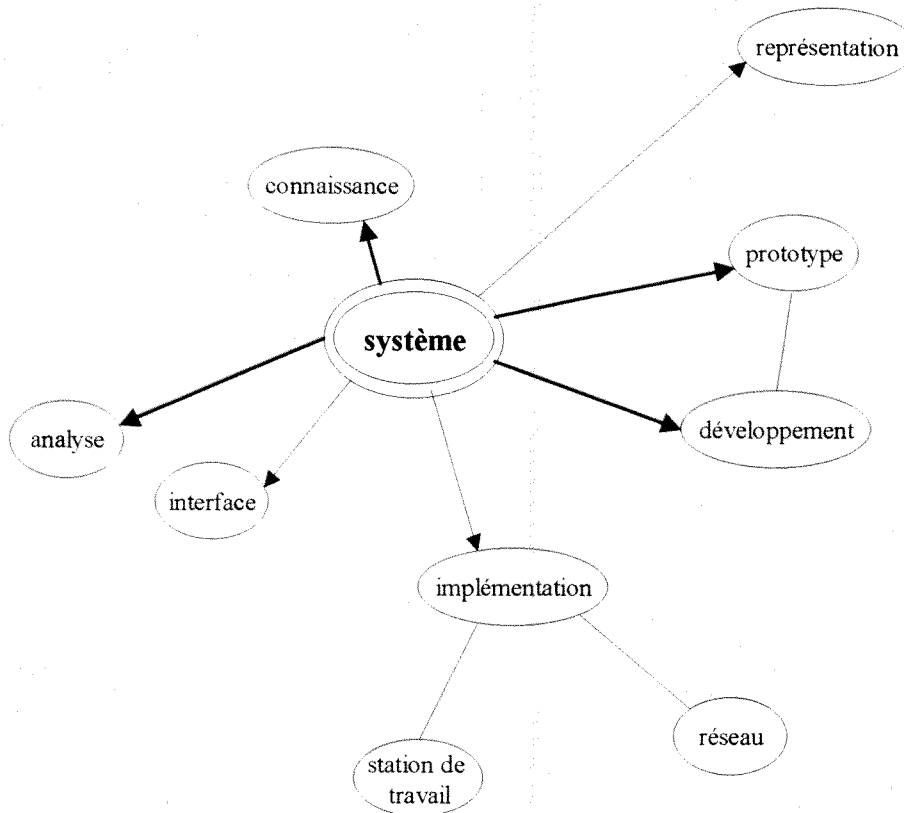 représentation
connaissance
prototype
système
développement
analyse
interface
implémentation
réseau
station de
travail